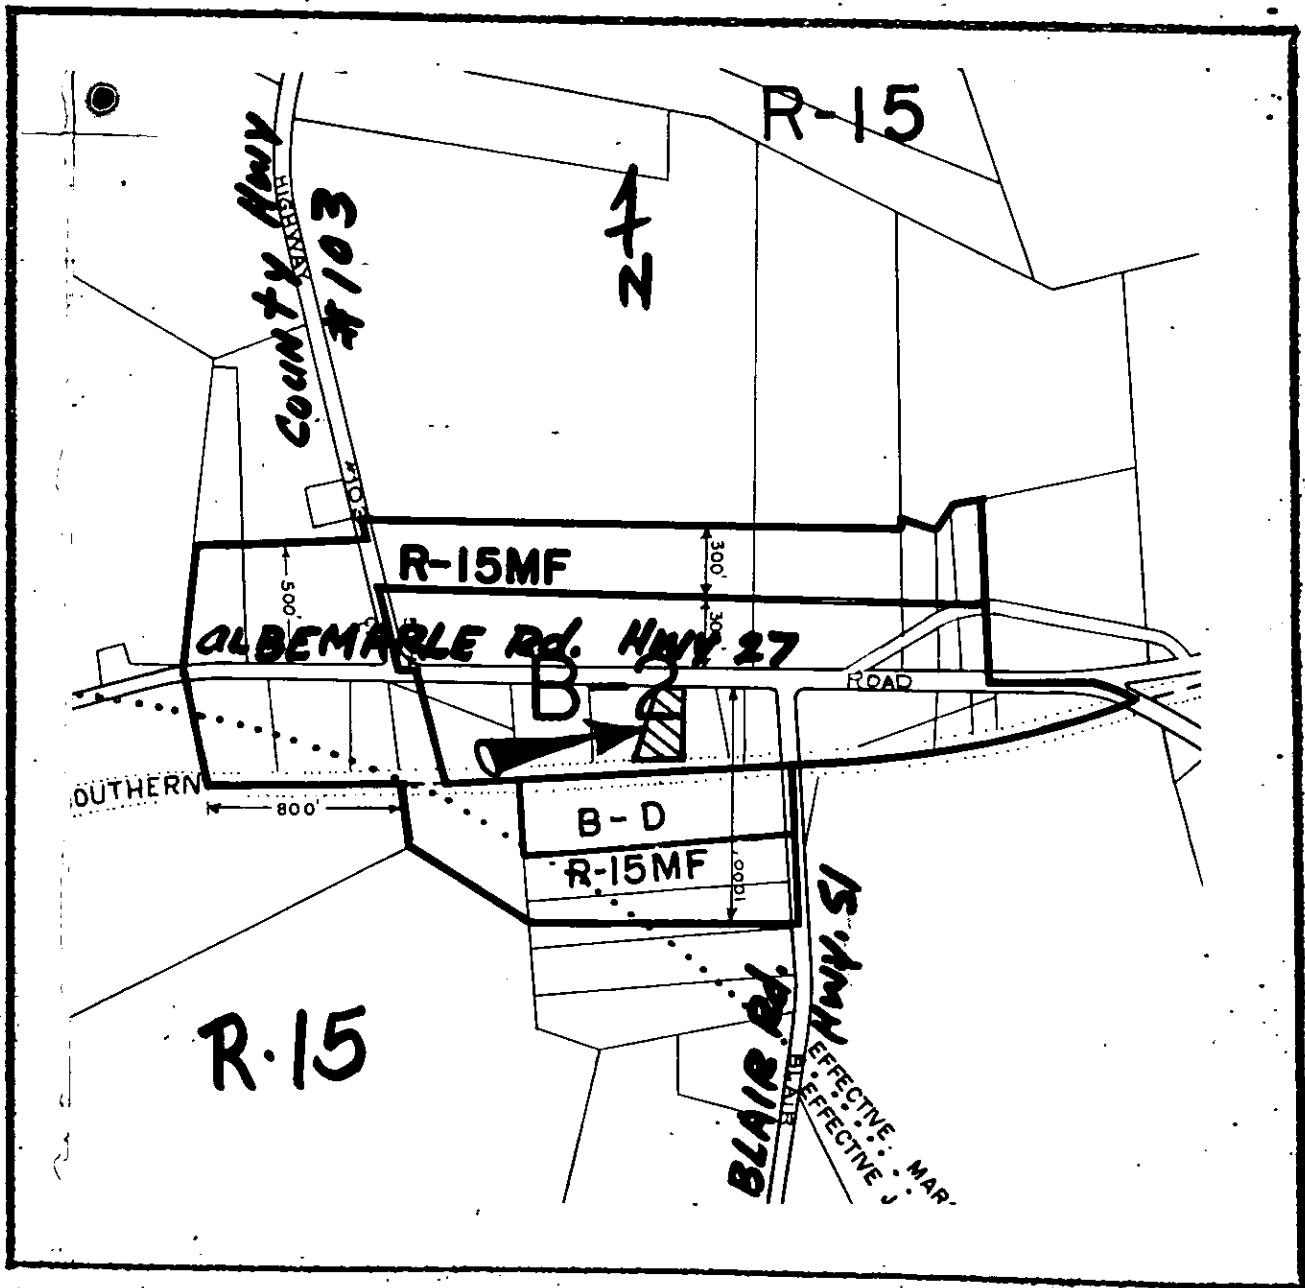 R-15
COUNTY HWY
#103
HIGHWAY
N
#103
R-15MF
300'
500'
30
ALBEMARLE Rd. HWY 27
B-2
ROAD
OUTHERN
800'
B-D
R-15MF
1000'
R-15
BLAIR Rd.
HWY. 51
BLAIR
EFFECTIVE MAR
EFFECTIVE J